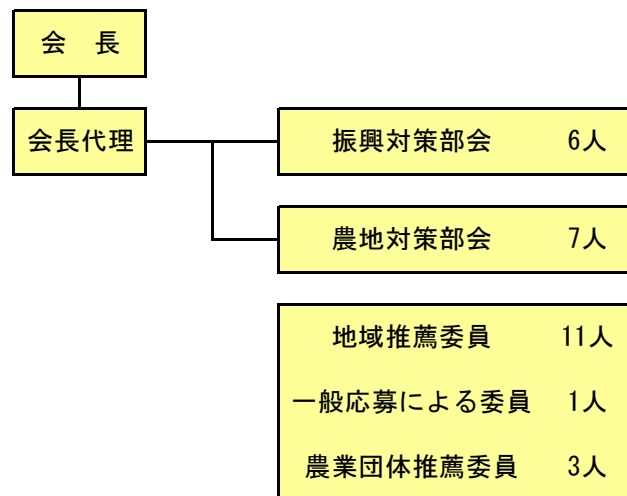 会　長
会長代理
振興対策部会　6人
農地対策部会　7人
地域推薦委員　11人
一般応募による委員　1人
農業団体推薦委員　3人